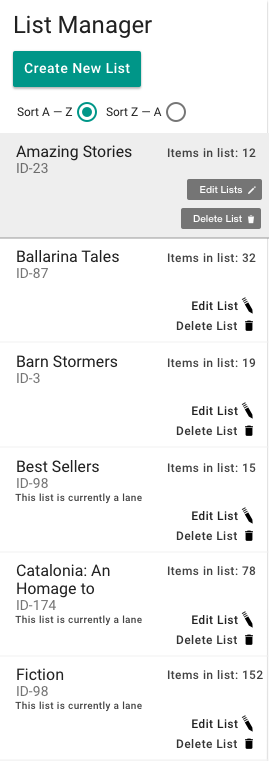 List Manager
Create New List
Sort A — Z Sort Z — A
Amazing Stories Items in list: 12
ID-23
Edit Lists
Delete List
Ballarina Tales Items in list: 32
ID-87
Edit List
Delete List
Barn Stormers Items in list: 19
ID-3
Edit List
Delete List
Best Sellers Items in list: 15
ID-98
This list is currently a lane
Edit List
Delete List
Catalonia: An Items in list: 78
Homage to
ID-174
This list is currently a lane
Edit List
Delete List
Fiction Items in list: 152
ID-98
This list is currently a lane
Edit List
Delete List